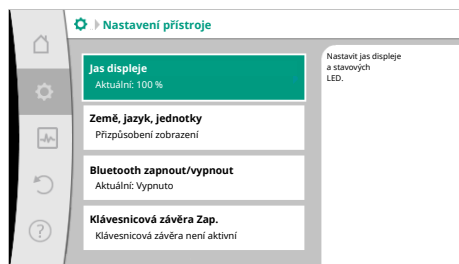 Nastavení přístroje
Jas displeje
Aktuální: 100 %
Země, jazyk, jednotky
Přizpůsobení zobrazení
Bluetooth zapnout/vypnout
Aktuální: Vypnuto
Klávesnicová závěra Zap.
Klávesnicová závěra není aktivní
Nastavit jas displeje
a stavových
LED.